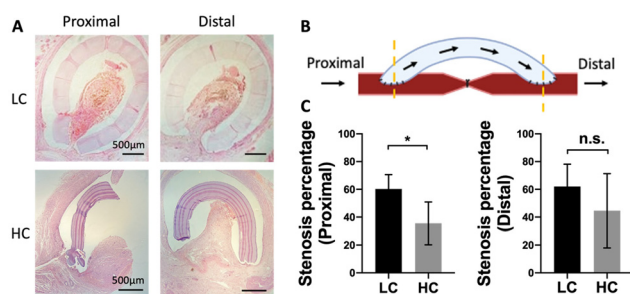 A
Proximal
Distal
LC
500μm
HC
500μm
B
Proximal
Distal
C
Stenosis percentage
(Proximal)
100
80
60
40
20
0
*
LC
HC
Stenosis percentage
(Distal)
100
80
60
40
20
0
n.s.
LC
HC